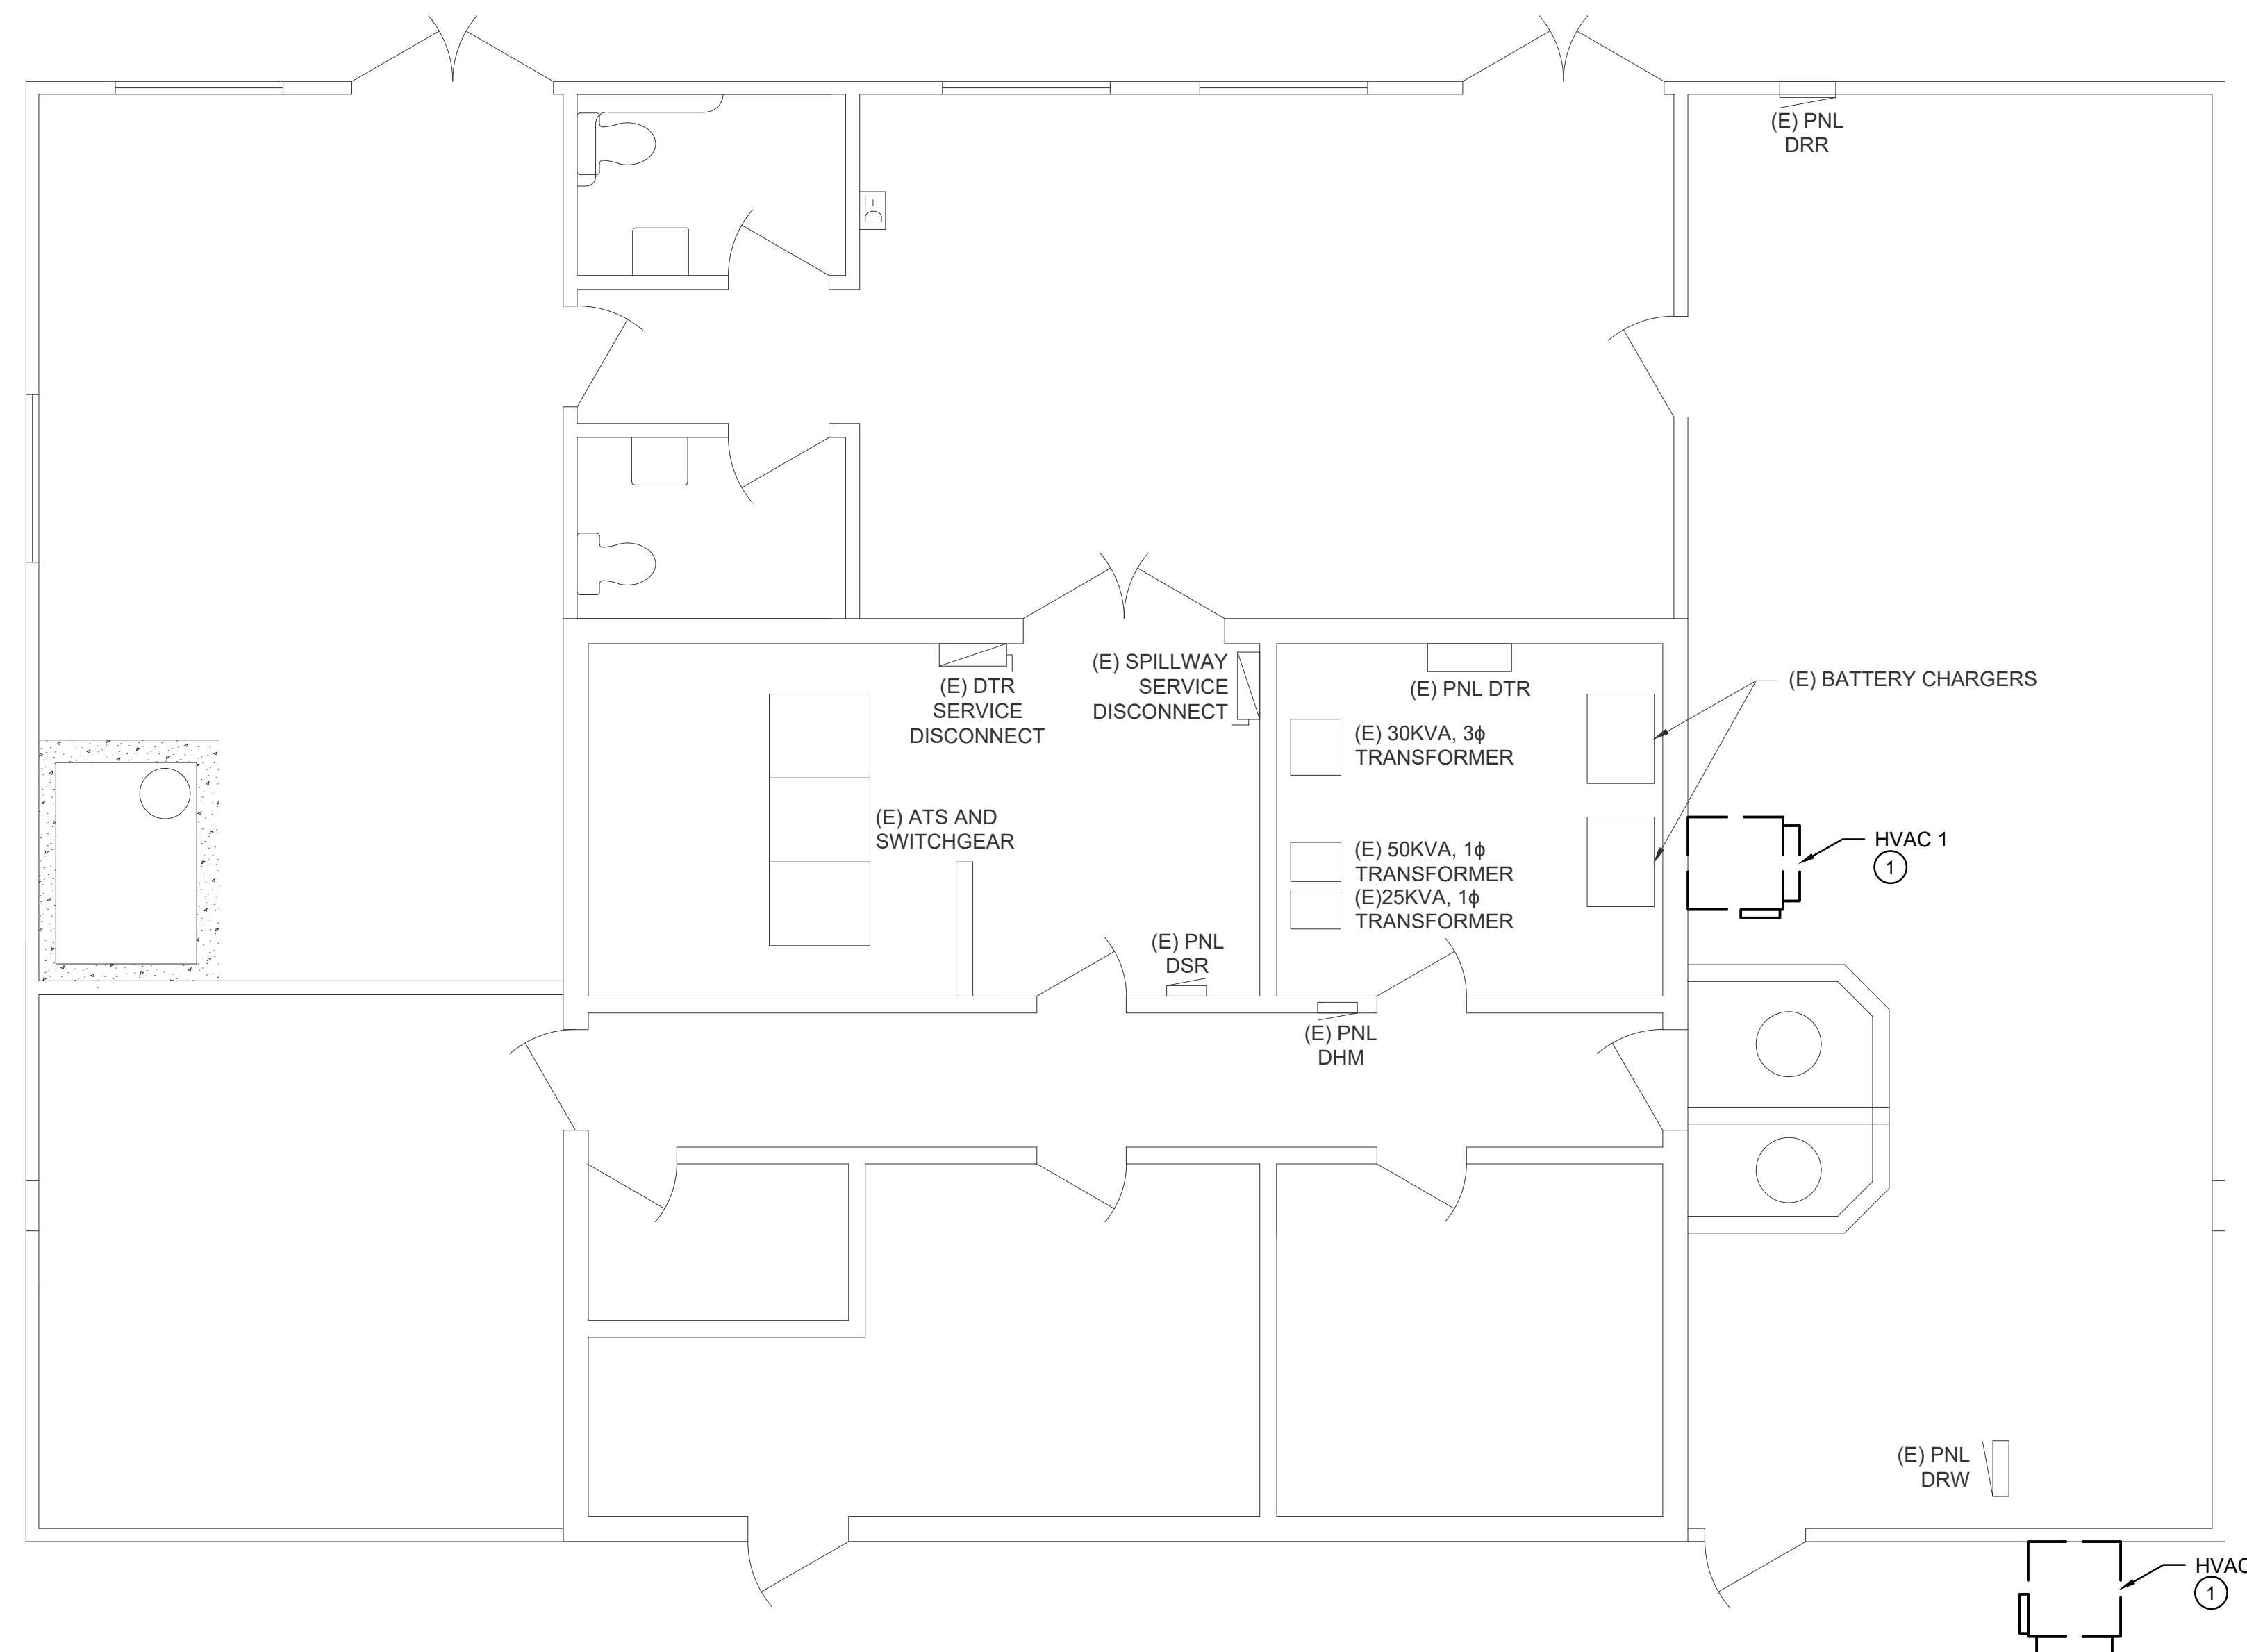 (E) PNL
DRR
DF
(E) DTR
SERVICE
DISCONNECT
(E) SPILLWAY
SERVICE
DISCONNECT
(E) PNL DTR
(E) BATTERY CHARGERS
(E) 30KVA, 3ϕ
TRANSFORMER
(E) ATS AND
SWITCHGEAR
(E) 50KVA, 1ϕ
TRANSFORMER
(E)25KVA, 1ϕ
TRANSFORMER
HVAC 1
1
(E) PNL
DSR
(E) PNL
DHM
(E) PNL
DRW
HVAC
1